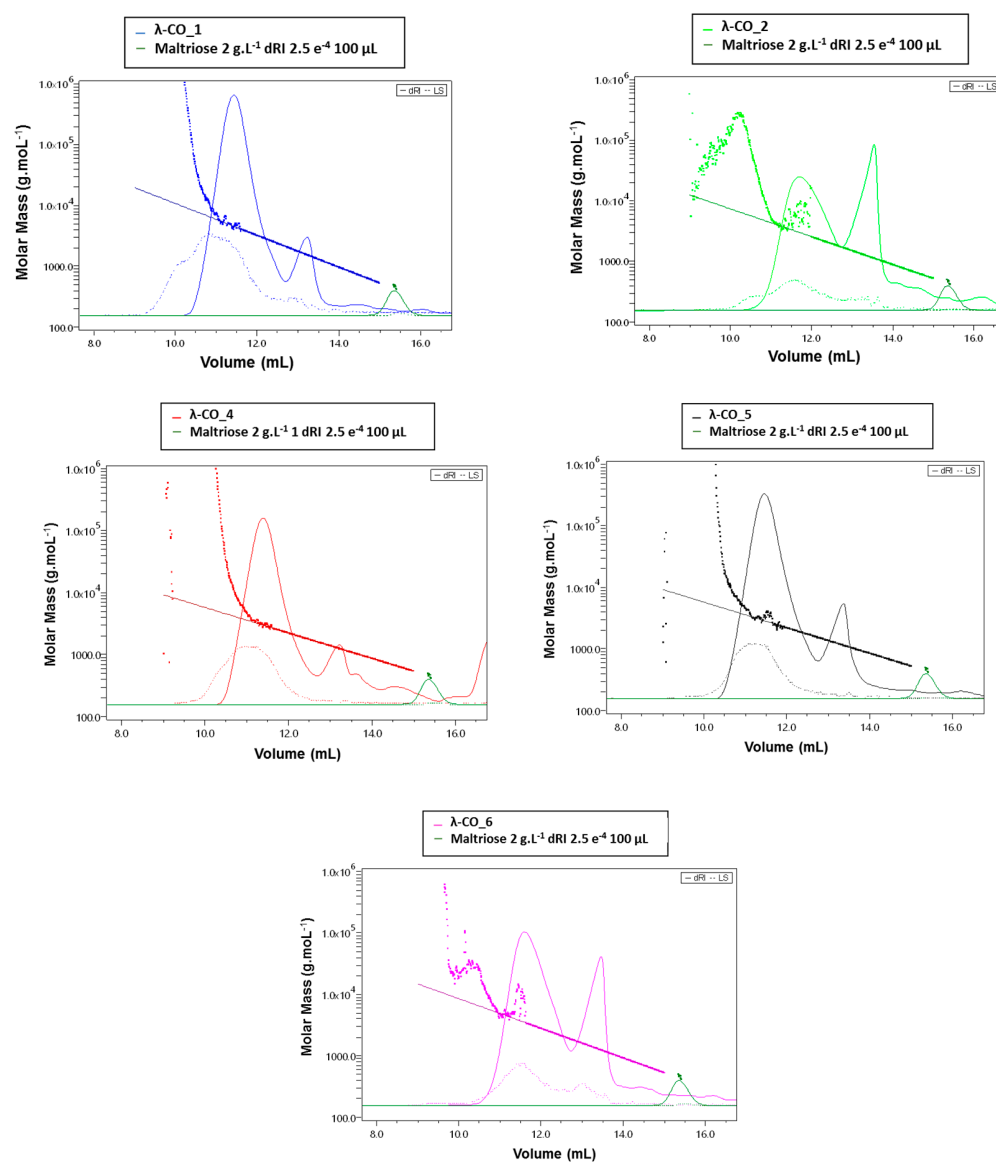 λ-CO_1
Maltriose 2 g.L⁻¹ dRI 2.5 e⁻⁴ 100 µL
1.0x10⁶
1.0x10⁵
1.0x10⁴
1000.0
100.0
Molar Mass (g.moL⁻¹)
— dRI ·· LS
8.0 10.0 12.0 14.0 16.0
Volume (mL)
λ-CO_2
Maltriose 2 g.L⁻¹ dRI 2.5 e⁻⁴ 100 µL
1.0x10⁶
1.0x10⁵
1.0x10⁴
1000.0
100.0
Molar Mass (g.moL⁻¹)
— dRI ·· LS
8.0 10.0 12.0 14.0 16.0
Volume (mL)
λ-CO_4
Maltriose 2 g.L⁻¹ 1 dRI 2.5 e⁻⁴ 100 µL
1.0x10⁶
1.0x10⁵
1.0x10⁴
1000.0
100.0
Molar Mass (g.moL⁻¹)
— dRI ·· LS
8.0 10.0 12.0 14.0 16.0
Volume (mL)
λ-CO_5
Maltriose 2 g.L⁻¹ dRI 2.5 e⁻⁴ 100 µL
1.0x10⁶
1.0x10⁵
1.0x10⁴
1000.0
100.0
Molar Mass (g.moL⁻¹)
— dRI ·· LS
8.0 10.0 12.0 14.0 16.0
Volume (mL)
λ-CO_6
Maltriose 2 g.L⁻¹ dRI 2.5 e⁻⁴ 100 µL
1.0x10⁶
1.0x10⁵
1.0x10⁴
1000.0
100.0
Molar Mass (g.moL⁻¹)
— dRI ·· LS
8.0 10.0 12.0 14.0 16.0
Volume (mL)